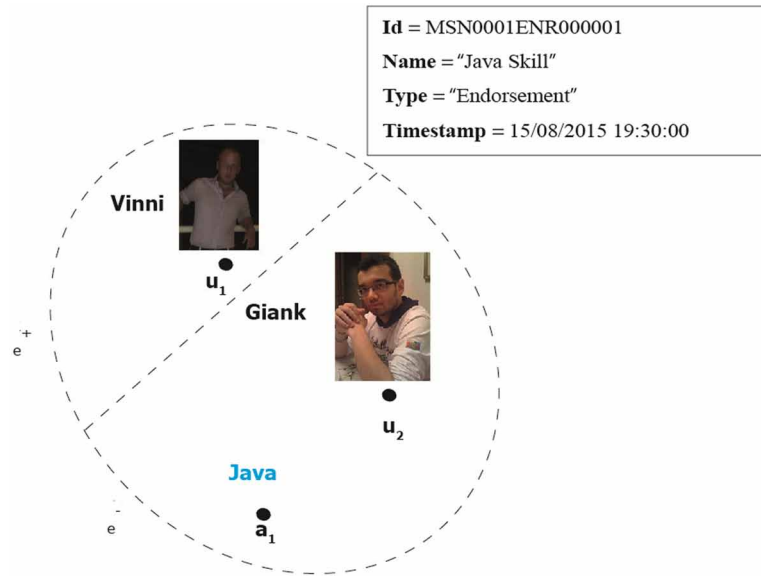 Id = MSN0001ENR000001
Name = “Java Skill”
Type = “Endorsement”
Timestamp = 15/08/2015 19:30:00
Vinni
u1
Giank
e+
u2
Java
e-
a1